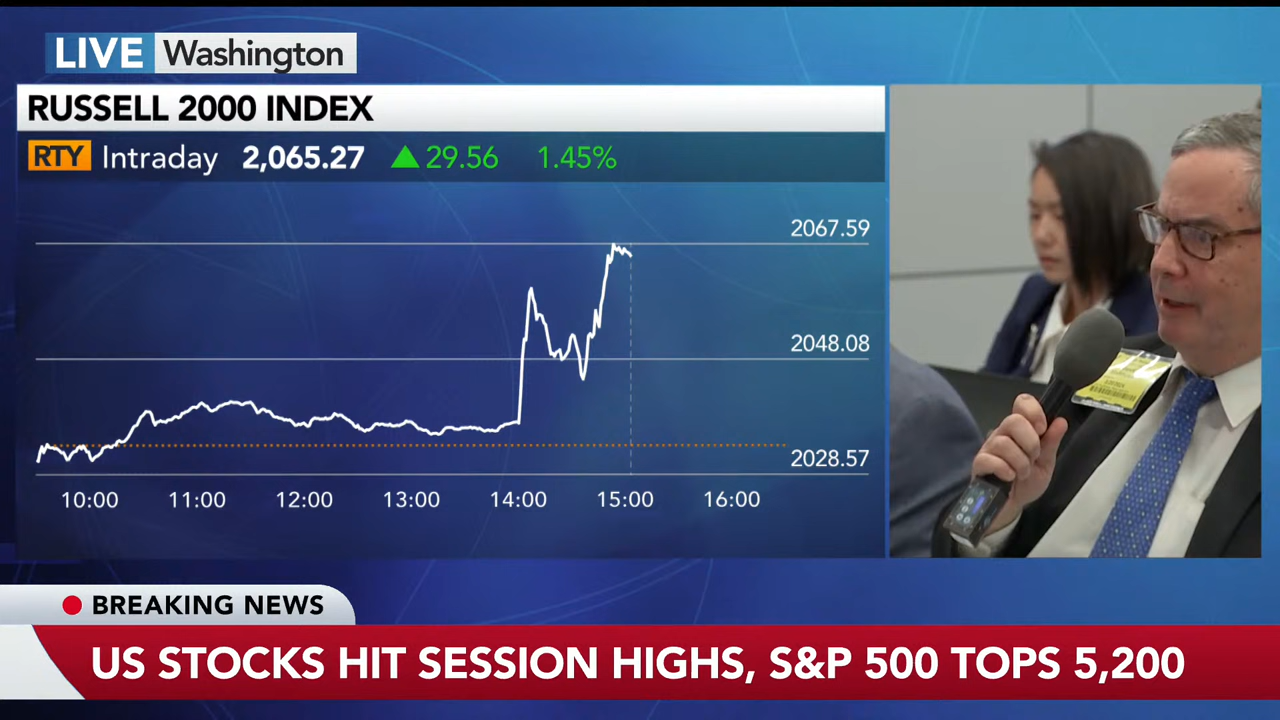 LIVE Washington
RUSSELL 2000 INDEX
RTY Intraday 2,065.27 ▲ 29.56 1.45%
2067.59
2048.08
2028.57
10:00 11:00 12:00 13:00 14:00 15:00 16:00
BREAKING NEWS
US STOCKS HIT SESSION HIGHS, S&P 500 TOPS 5,200